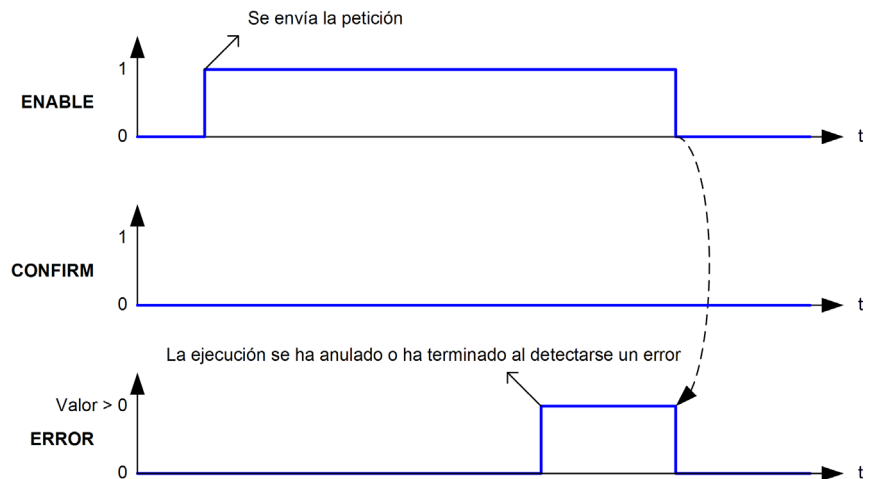 Se envía la petición
1
ENABLE
0
t
1
CONFIRM
0
t
La ejecución se ha anulado o ha terminado al detectarse un error
Valor > 0
ERROR
0
t